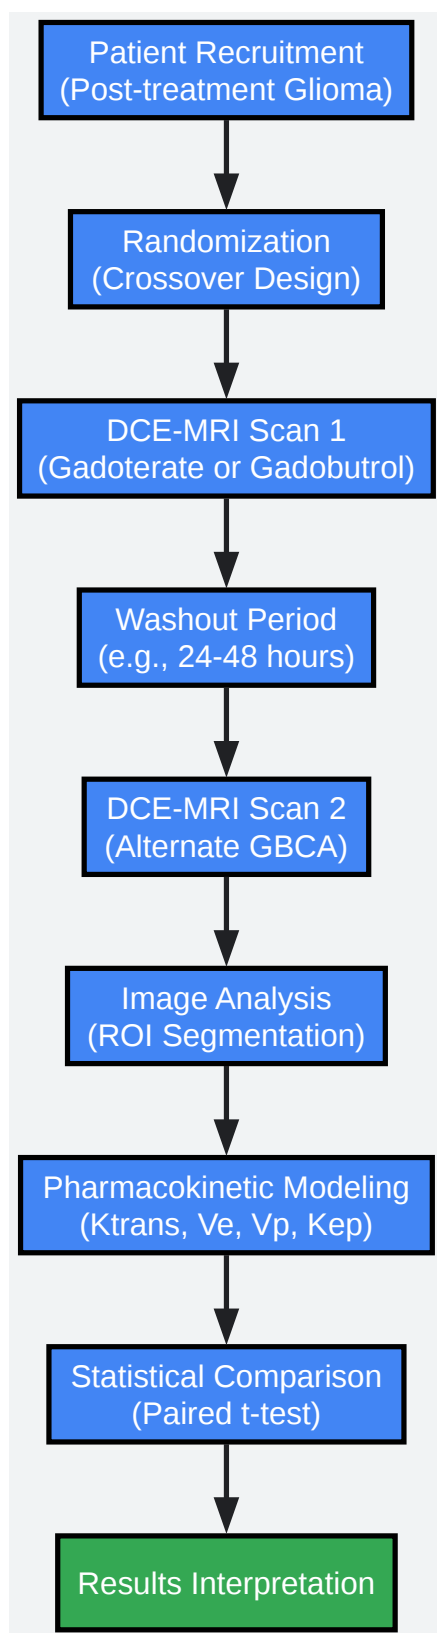 Patient Recruitment
(Post-treatment Glioma)
Randomization
(Crossover Design)
DCE-MRI Scan 1
(Gadoterate or Gadobutrol)
Washout Period
(e.g., 24-48 hours)
DCE-MRI Scan 2
(Alternate GBCA)
Image Analysis
(ROI Segmentation)
Pharmacokinetic Modeling
(Ktrans, Ve, Vp, Kep)
Statistical Comparison
(Paired t-test)
Results Interpretation